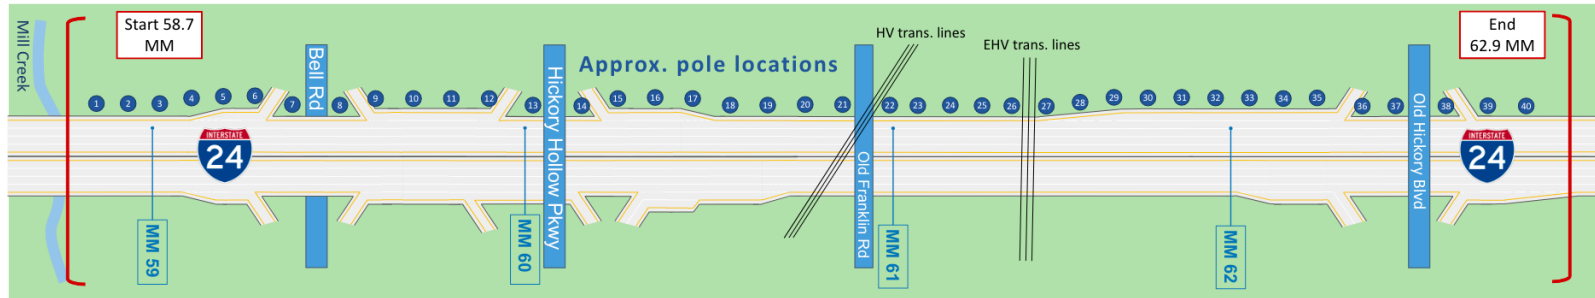 Mill Creek
Start 58.7
MM
Bell Rd
Hickory Hollow Pkwy
Approx. pole locations
HV trans. lines
EHV trans. lines
Old Franklin Rd
Old Hickory Blvd
End
62.9 MM
1 2 3 4 5 6 7 8 9 10 11 12 13 14 15 16 17 18 19 20 21 22 23 24 25 26 27 28 29 30 31 32 33 34 35 36 37 38 39 40
INTERSTATE
24
INTERSTATE
24
MM 59
MM 60
MM 61
MM 62